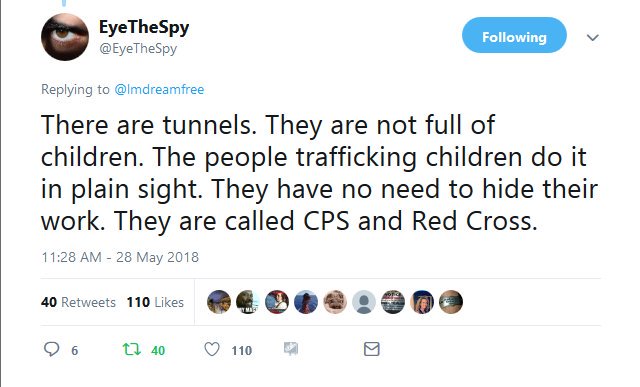 EyeTheSpy
@EyeTheSpy
Following
Replying to @lmdreamfree
There are tunnels. They are not full of
children. The people trafficking children do it
in plain sight. They have no need to hide their
work. They are called CPS and Red Cross.
11:28 AM - 28 May 2018
40 Retweets 110 Likes
6 40 110